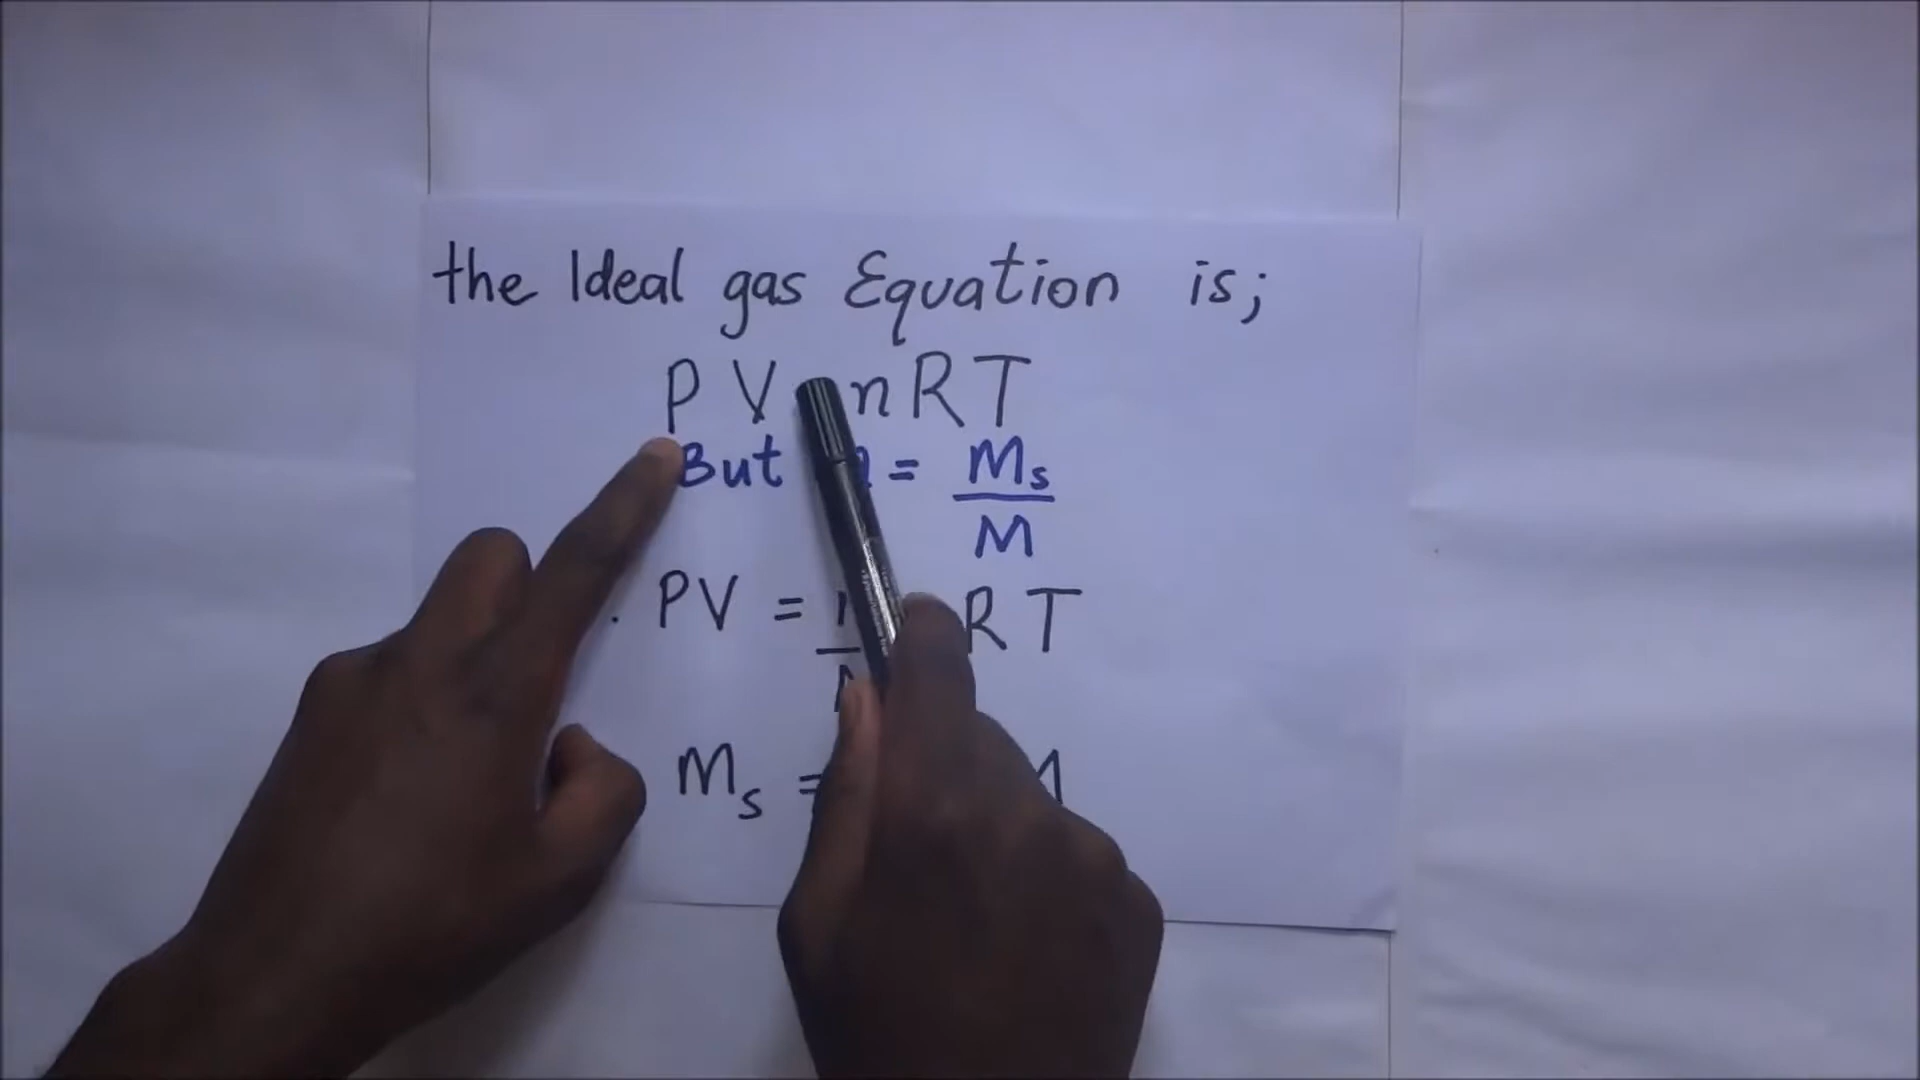 the Ideal gas Equation is;
P V nRT
But = Ms
M
. PV = RT
Ms =